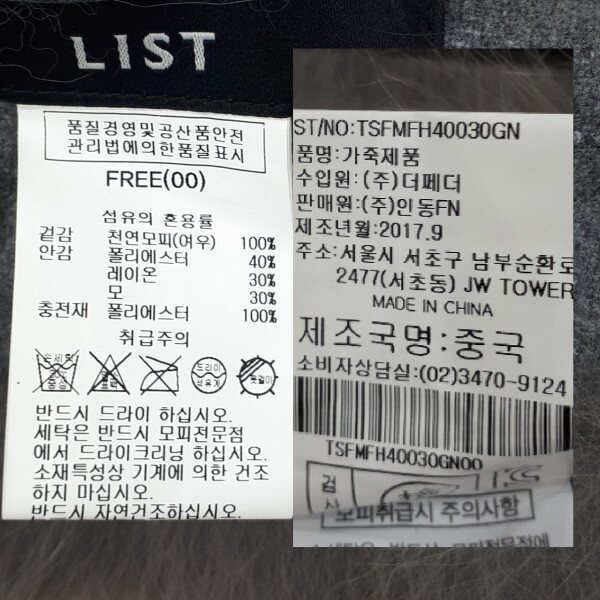 LIST
품질경영및공산품안전
관리법에의한품질표시
FREE(00)
섬유의 혼용률
겉감 천연모피(여우) 100%
안감 폴리에스터 40%
레이온 30%
모 30%
충전재 폴리에스터 100%
취급주의
드라이
석유계
반드시 드라이 하십시오.
세탁은 반드시 모피전문점
에서 드라이크리닝 하십시오.
소재특성상 기계에 의한 건조
하지 마십시오.
반드시 자연건조하십시오.
ST/NO:TSFMFH40030GN
품명:가죽제품
수입원:(주)더페더
판매원:(주)인동FN
제조년월:2017.9
주소:서울시 서초구 남부순환로
2477(서초동) JW TOWER
MADE IN CHINA
제조국명:중국
소비자상담실:(02)3470-9124
TSFMFH40030GN00
검
모피취급시 주의사항